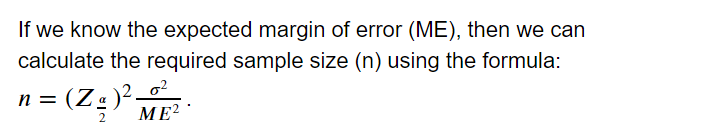 If we know the expected margin of error (ME), then we can
calculate the required sample size (n) using the formula:
n = (Z_{α/2})² σ²/ME² .